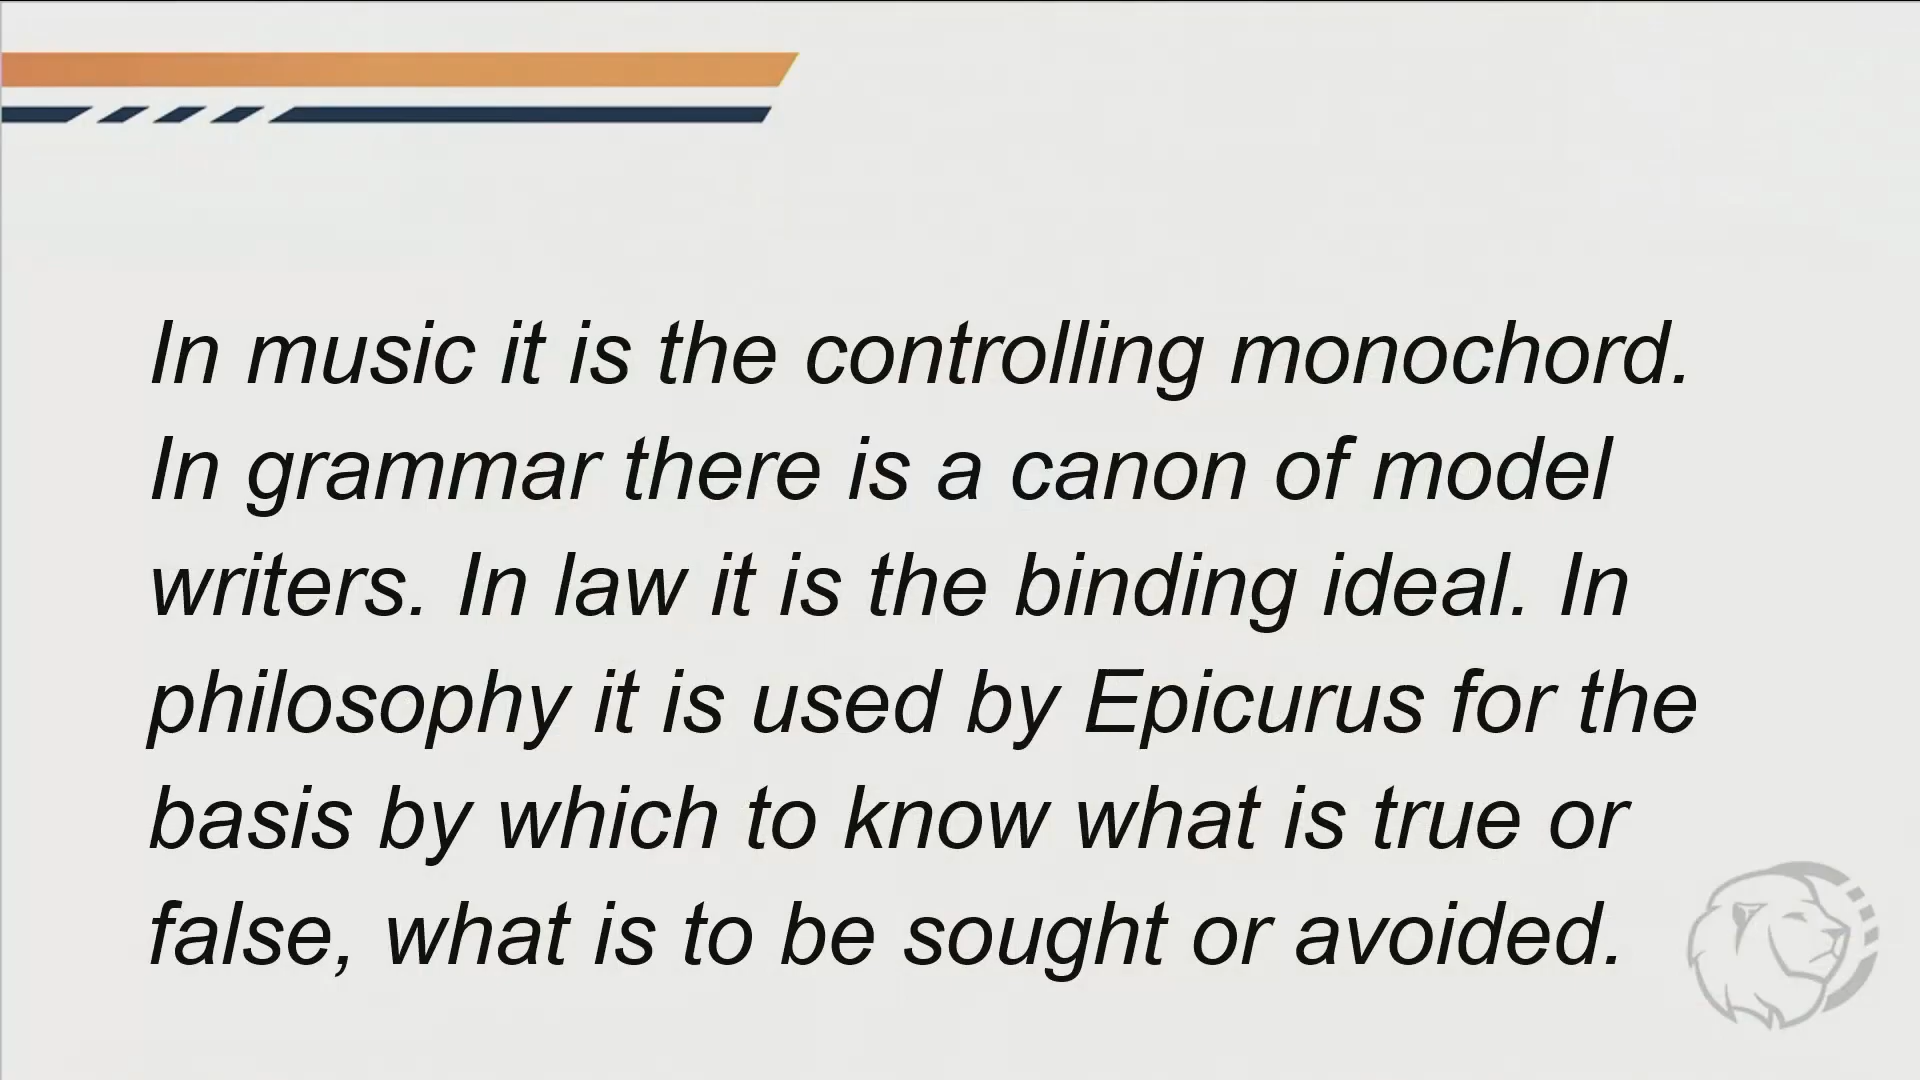 In music it is the controlling monochord.
In grammar there is a canon of model
writers. In law it is the binding ideal. In
philosophy it is used by Epicurus for the
basis by which to know what is true or
false, what is to be sought or avoided.